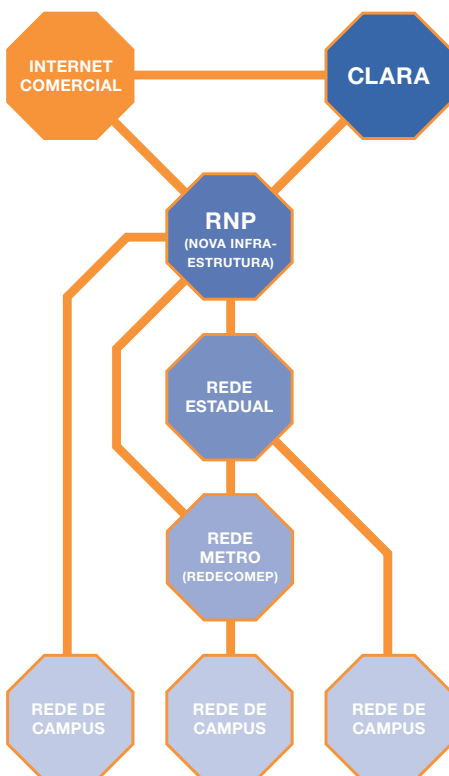 INTERNET
COMERCIAL
CLARA
RNP
(NOVA INFRA-
ESTRUTURA)
REDE
ESTADUAL
REDE
METRO
(REDECOMEP)
REDE DE
CAMPUS
REDE DE
CAMPUS
REDE DE
CAMPUS